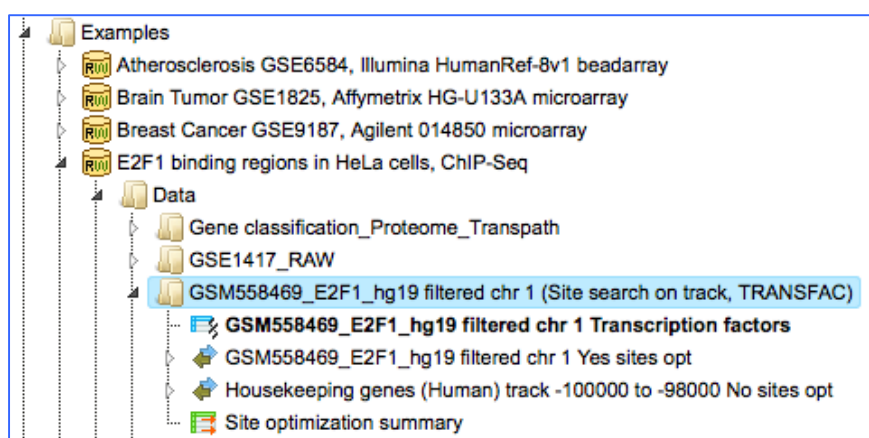 Examples
Atherosclerosis GSE6584, Illumina HumanRef-8v1 beadarray
Brain Tumor GSE1825, Affymetrix HG-U133A microarray
Breast Cancer GSE9187, Agilent 014850 microarray
E2F1 binding regions in HeLa cells, ChIP-Seq
Data
Gene classification_Proteome_Transpath
GSE1417_RAW
GSM558469_E2F1_hg19 filtered chr 1 (Site search on track, TRANSFAC)
GSM558469_E2F1_hg19 filtered chr 1 Transcription factors
GSM558469_E2F1_hg19 filtered chr 1 Yes sites opt
Housekeeping genes (Human) track -100000 to -98000 No sites opt
Site optimization summary